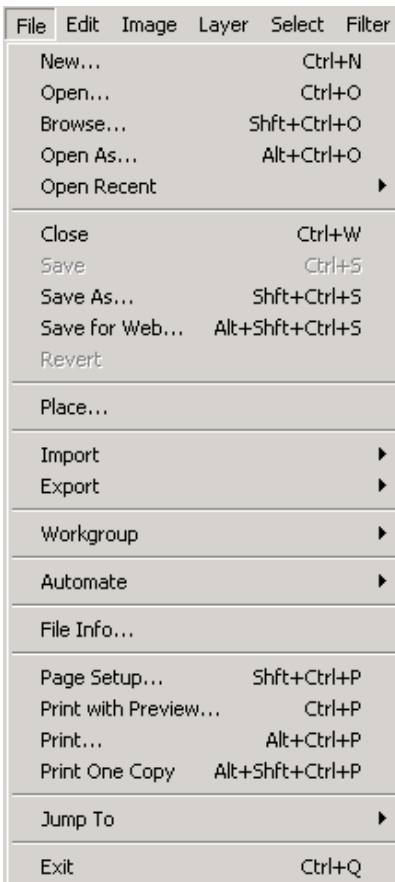 File Edit Image Layer Select Filter
New... Ctrl+N
Open... Ctrl+O
Browse... Shft+Ctrl+O
Open As... Alt+Ctrl+O
Open Recent
Close Ctrl+W
Save Ctrl+S
Save As... Shft+Ctrl+S
Save for Web... Alt+Shft+Ctrl+S
Revert
Place...
Import
Export
Workgroup
Automate
File Info...
Page Setup... Shft+Ctrl+P
Print with Preview... Ctrl+P
Print... Alt+Ctrl+P
Print One Copy Alt+Shft+Ctrl+P
Jump To
Exit Ctrl+Q